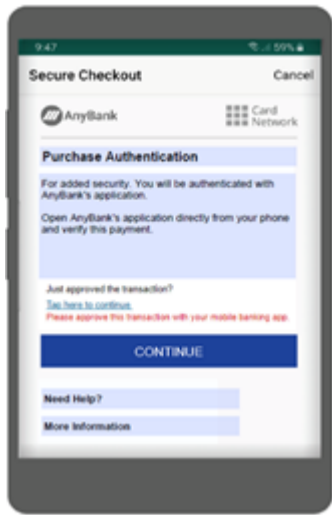 9:47
59%
Secure Checkout
Cancel
AnyBank
Card
Network
Purchase Authentication
For added security. You will be authenticated with
AnyBank's application.
Open AnyBank's application directly from your phone
and verify this payment.
Just approved the transaction?
Tap here to continue.
Please approve this transaction with your mobile banking app.
CONTINUE
Need Help?
More Information